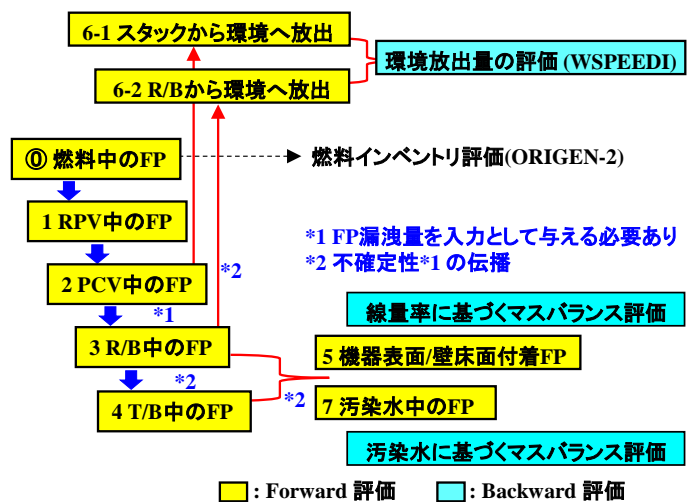 6-1 スタックから環境へ放出
環境放出量の評価 (WSPEEDI)
6-2 R/Bから環境へ放出
⓪ 燃料中のFP
燃料インベントリ評価(ORIGEN-2)
1 RPV中のFP
*1 FP漏洩量を入力として与える必要あり
*2 不確定性*1 の伝播
*2
2 PCV中のFP
*1
線量率に基づくマスバランス評価
3 R/B中のFP
5 機器表面/壁床面付着FP
*2
4 T/B中のFP
*2
7 汚染水中のFP
汚染水に基づくマスバランス評価
: Forward 評価
: Backward 評価